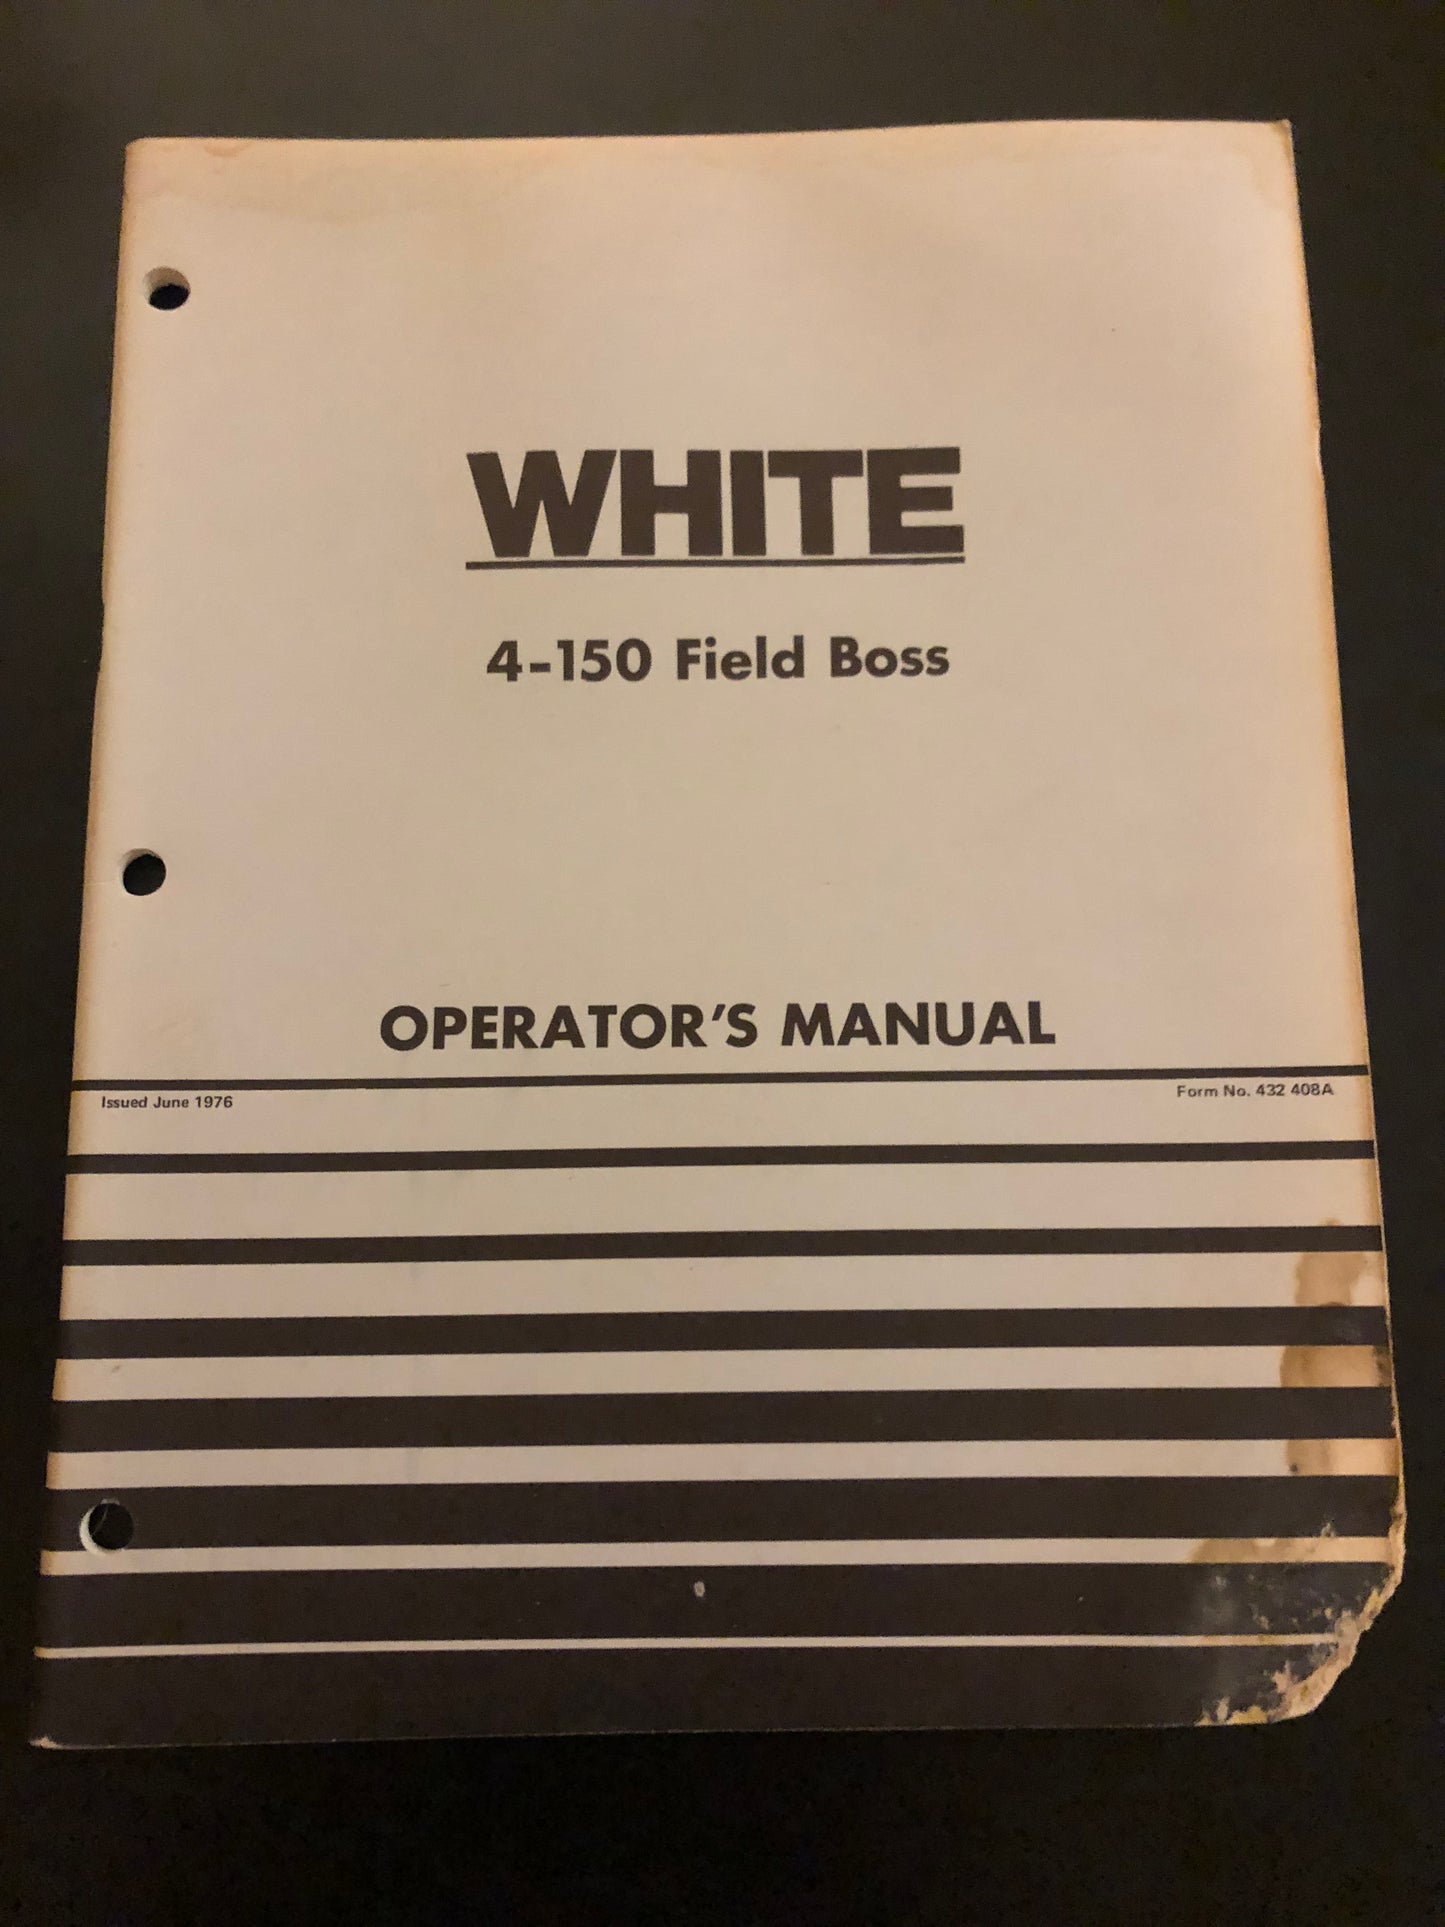 WHITE
4-150 Field Boss
OPERATOR'S MANUAL
Issued June 1976
Form No. 432 408A